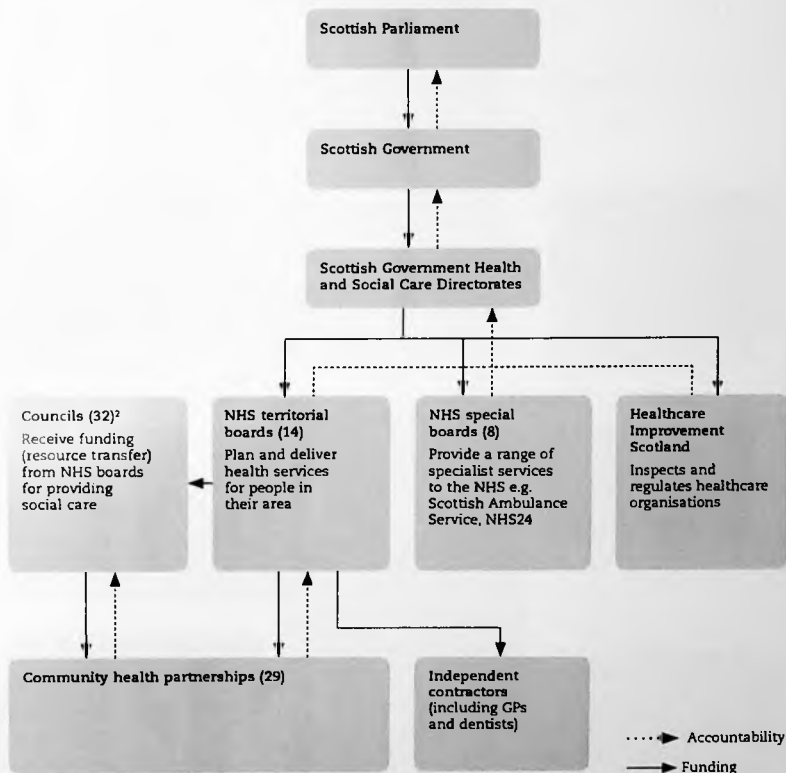 Scottish Parliament
Scottish Government
Scottish Government Health
and Social Care Directorates
Councils (32)²
Receive funding
(resource transfer)
from NHS boards
for providing
social care
NHS territorial
boards (14)
Plan and deliver
health services
for people in
their area
NHS special
boards (8)
Provide a range of
specialist services
to the NHS e.g.
Scottish Ambulance
Service, NHS24
Healthcare
Improvement
Scotland
Inspects and
regulates healthcare
organisations
Community health partnerships (29)
Independent
contractors
(including GPs
and dentists)
Accountability
Funding